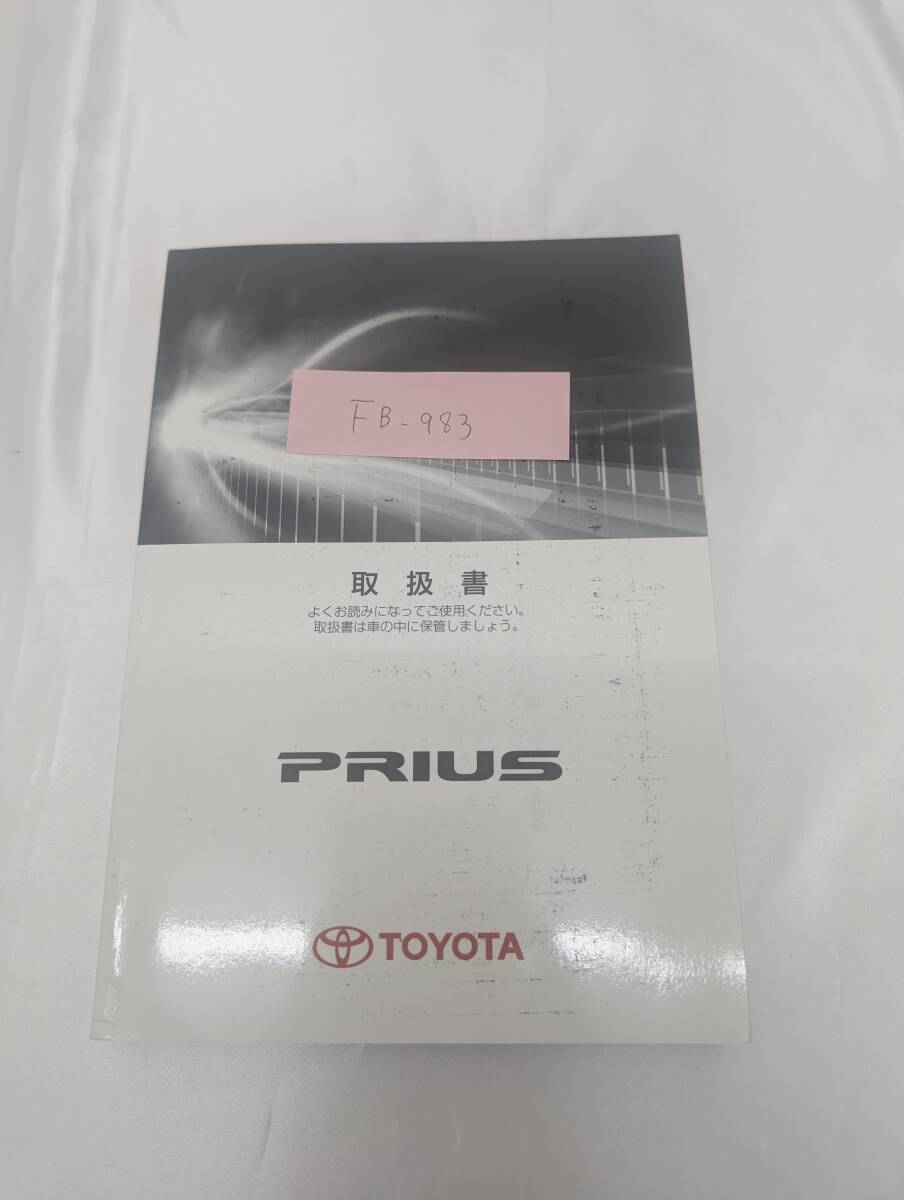 FB-983
取扱書
よくお読みになってご使用ください。
取扱書は車の中に保管しましょう。
PRIUS
TOYOTA